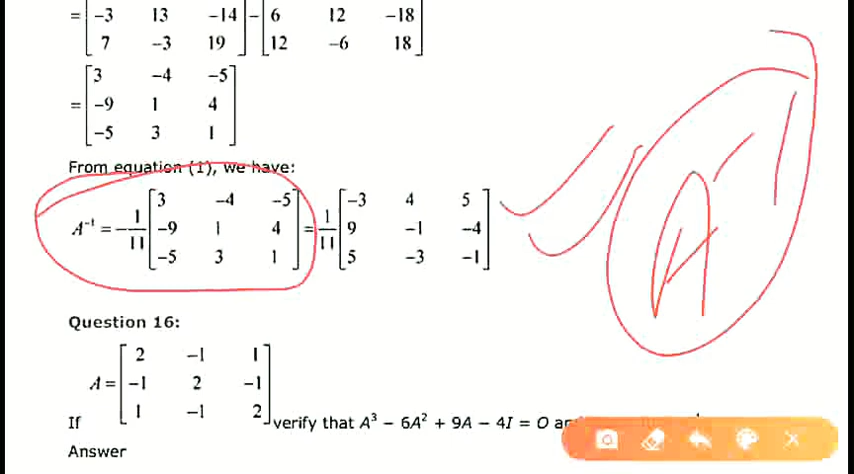 = [−3 13 −14] − [6 12 −18]
[7 −3 19] [12 −6 18]
= [3 −4 −5
−9 1 4
−5 3 1]
From equation (1), we have:
A⁻¹ = −1/11 [3 −4 −5
−9 1 4
−5 3 1] = 1/11 [−3 4 5
9 −1 −4
5 −3 −1]
A⁻¹
Question 16:
A = [2 −1 1
−1 2 −1
1 −1 2]
If verify that A³ − 6A² + 9A − 4I = O
Answer